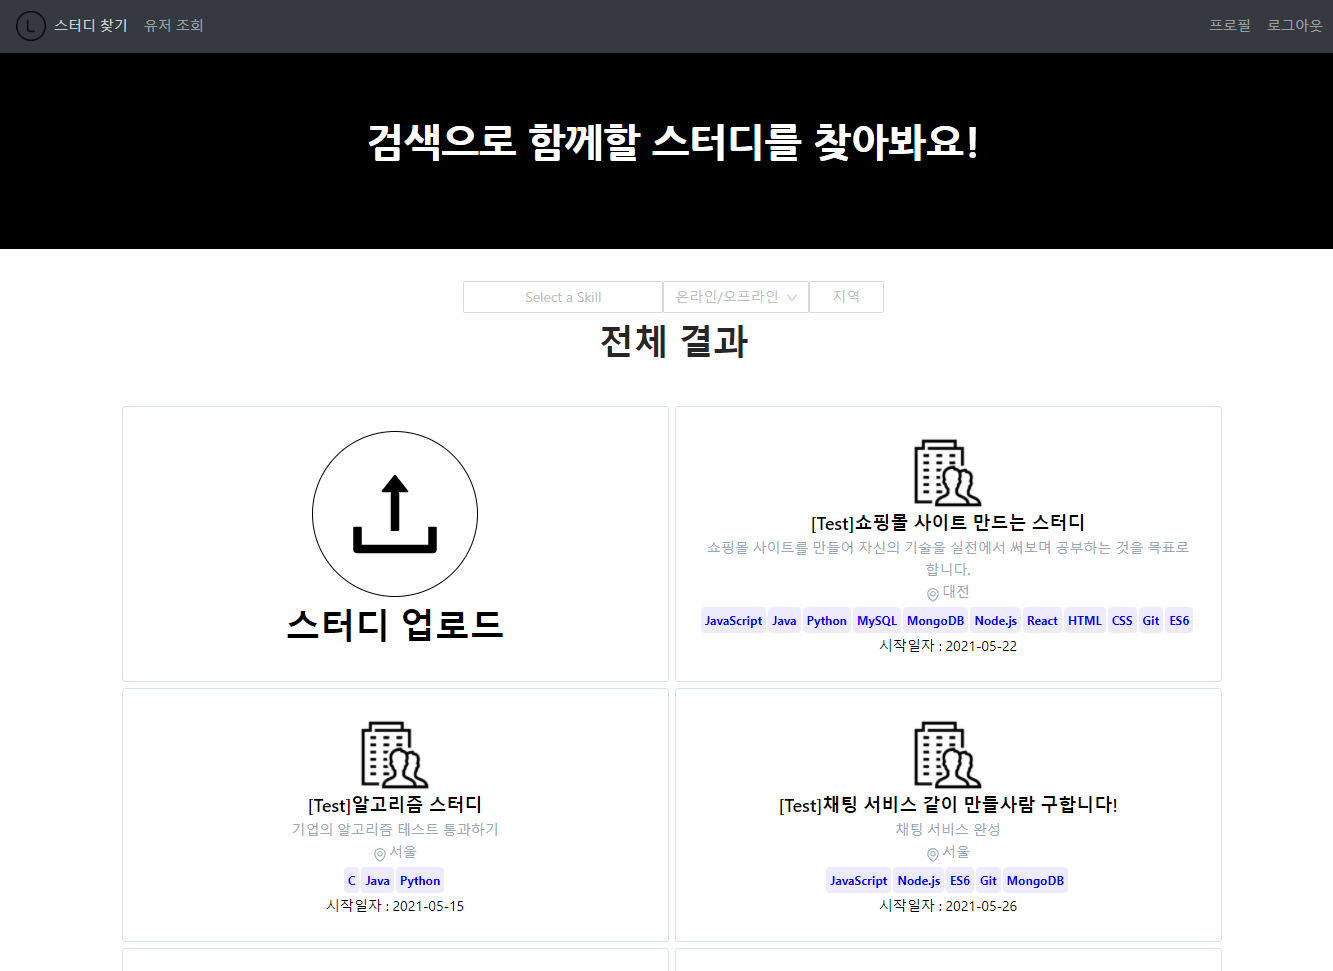 L 스터디 찾기 유저 조회 프로필 로그아웃
검색으로 함께할 스터디를 찾아봐요!
Select a Skill 온라인/오프라인 지역
전체 결과
스터디 업로드
[Test]쇼핑몰 사이트 만드는 스터디
쇼핑몰 사이트를 만들어 자신의 기술을 실전에서 써보며 공부하는 것을 목표로
합니다.
대전
JavaScript Java Python MySQL MongoDB Node.js React HTML CSS Git ES6
시작일자 : 2021-05-22
[Test]알고리즘 스터디
기업의 알고리즘 테스트 통과하기
서울
C Java Python
시작일자 : 2021-05-15
[Test]채팅 서비스 같이 만들사람 구합니다!
채팅 서비스 완성
서울
JavaScript Node.js ES6 Git MongoDB
시작일자 : 2021-05-26